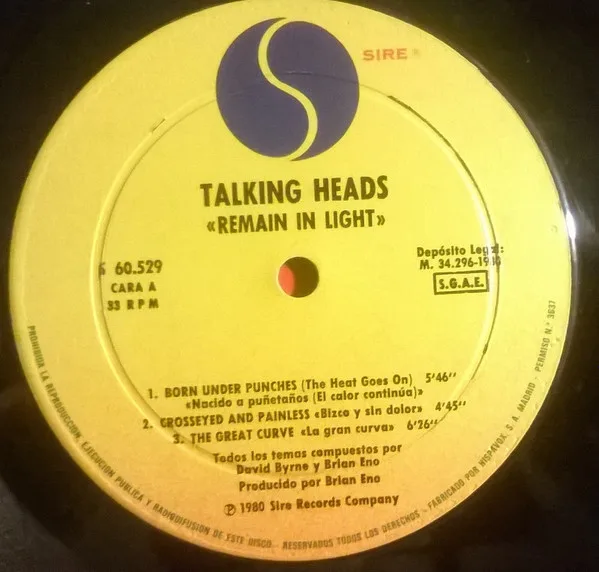 SIRE ®
TALKING HEADS
«REMAIN IN LIGHT»
S 60.529
CARA A
33 RPM
Depósito Legal:
M. 34.296-1980
S.G.A.E.
1. BORN UNDER PUNCHES (The Heat Goes On) 5'46''
«Nacido a puñetaños (El calor continúa)»
2. CROSSEYED AND PAINLESS «Bizco y sin dolor» 4'45''
3. THE GREAT CURVE «La gran curva» 6'26''
Todos los temas compuestos por
David Byrne y Brian Eno
Producido por Brian Eno
℗ 1980 Sire Records Company
PROHIBIDA LA REPRODUCCION, EJECUCION PUBLICA Y RADIODIFUSION DE ESTE DISCO - RESERVADOS TODOS LOS DERECHOS - FABRICADO POR HISPAVOX, S. A. MADRID - PERMISO N.º 3637